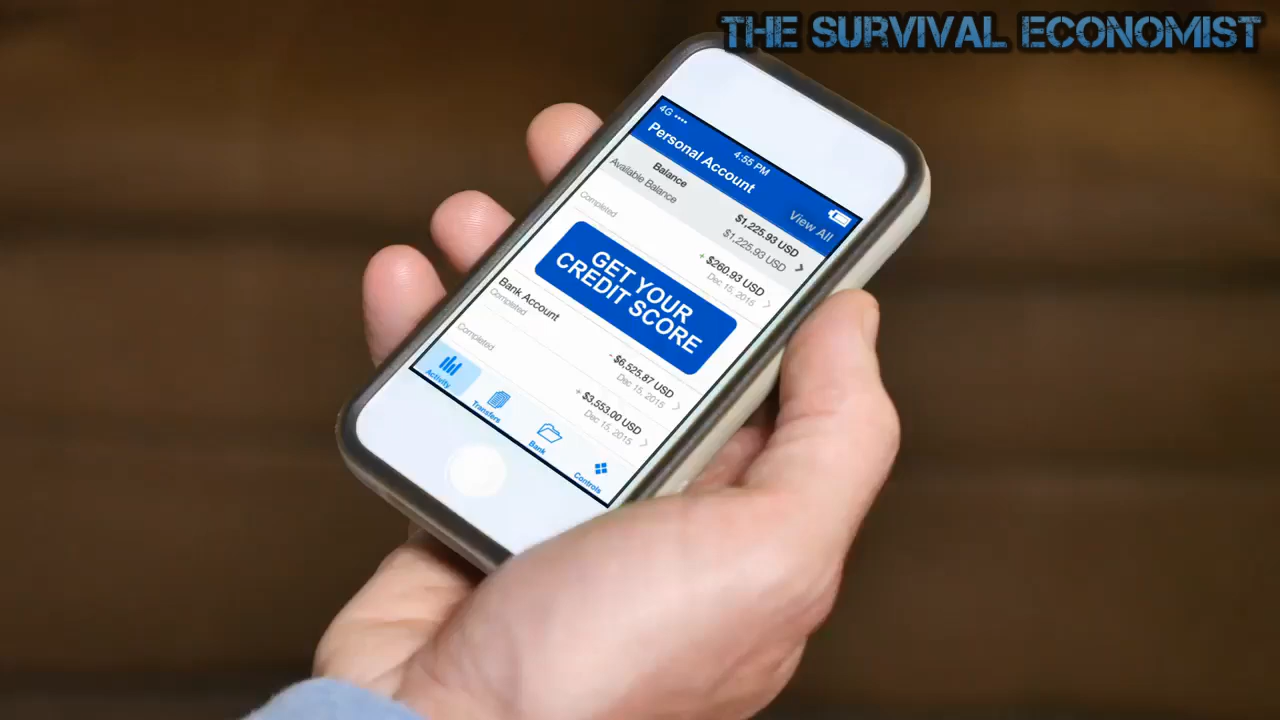 THE SURVIVAL ECONOMIST
4G
4:55 PM
Personal Account
View All
Balance
$1,225.93 USD
Available Balance
$1,225.93 USD
Completed
+ $260.93 USD
Dec 15, 2015
GET YOUR
CREDIT SCORE
Bank Account
- $6,525.87 USD
Completed
Dec 15, 2015
+ $3,553.00 USD
Completed
Dec 15, 2015
Activity
Transfers
Bank
Controls